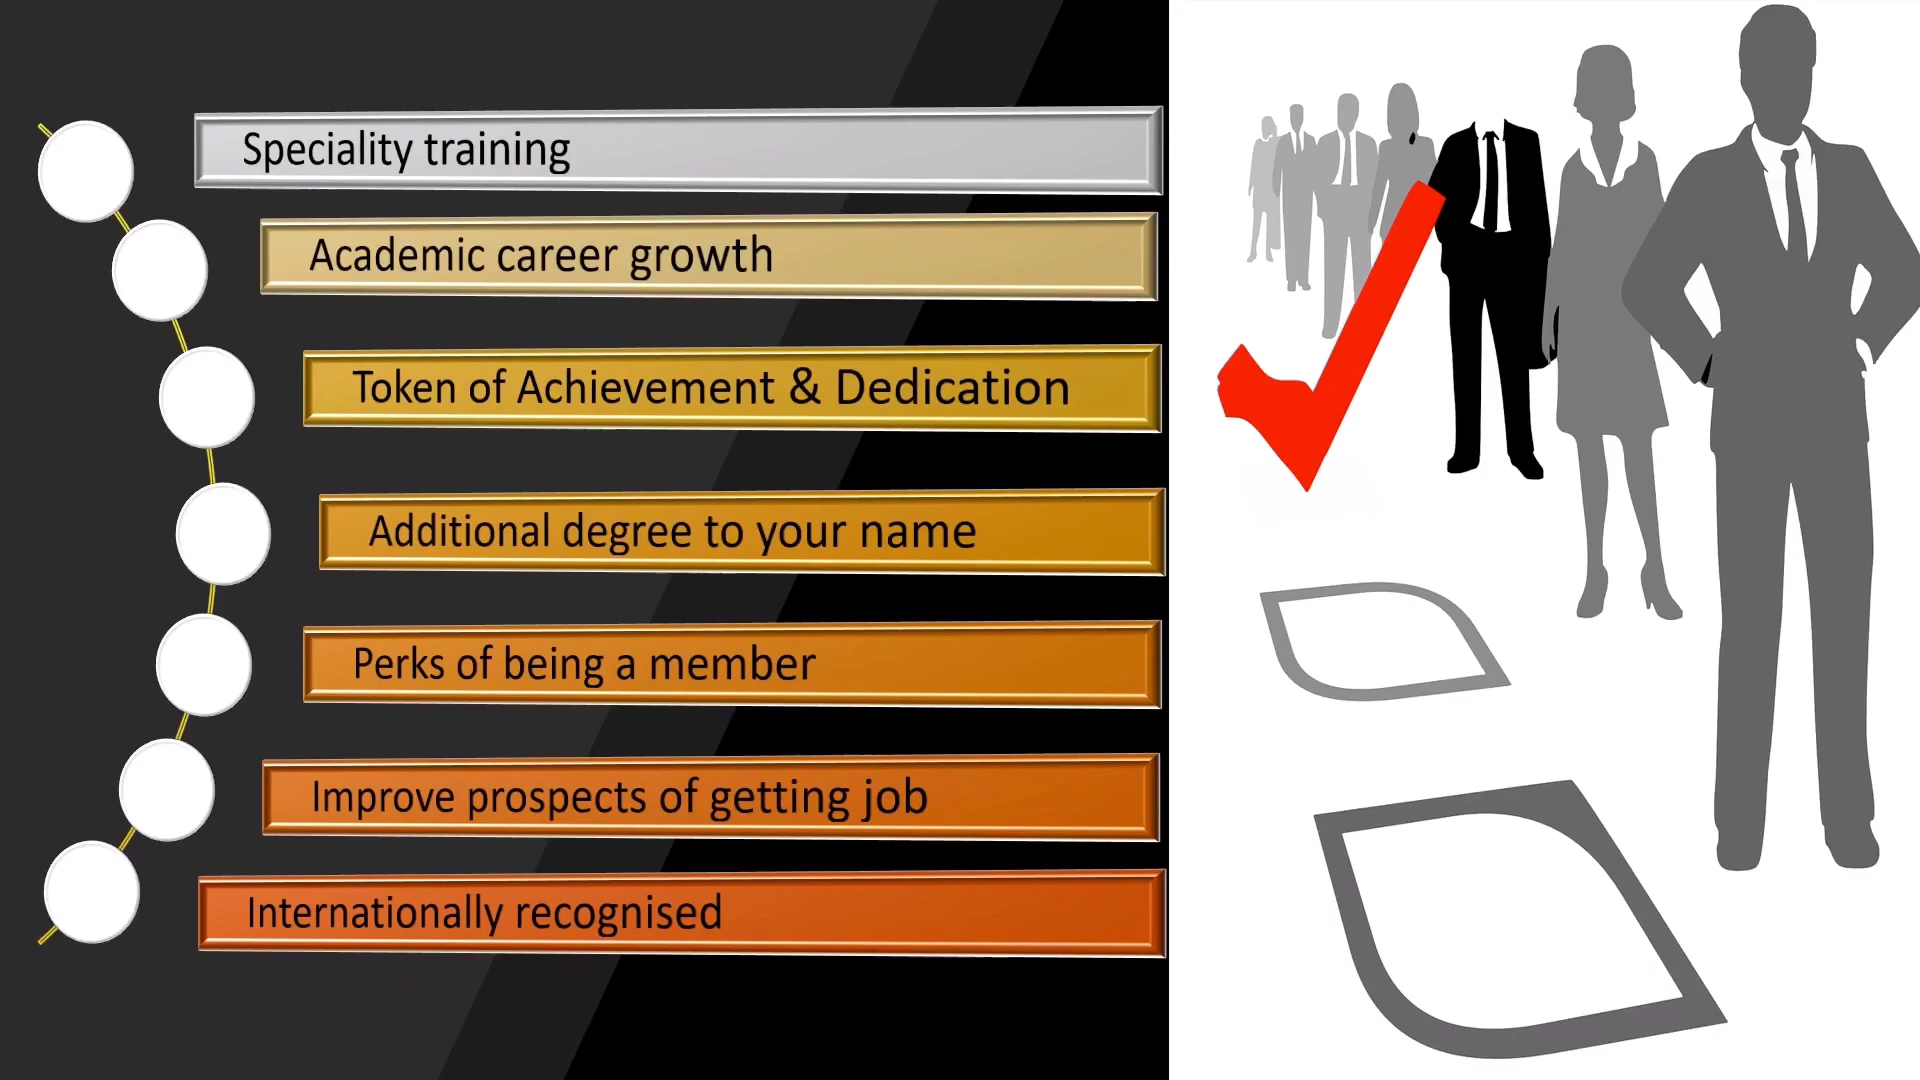 Speciality training
Academic career growth
Token of Achievement & Dedication
Additional degree to your name
Perks of being a member
Improve prospects of getting job
Internationally recognised